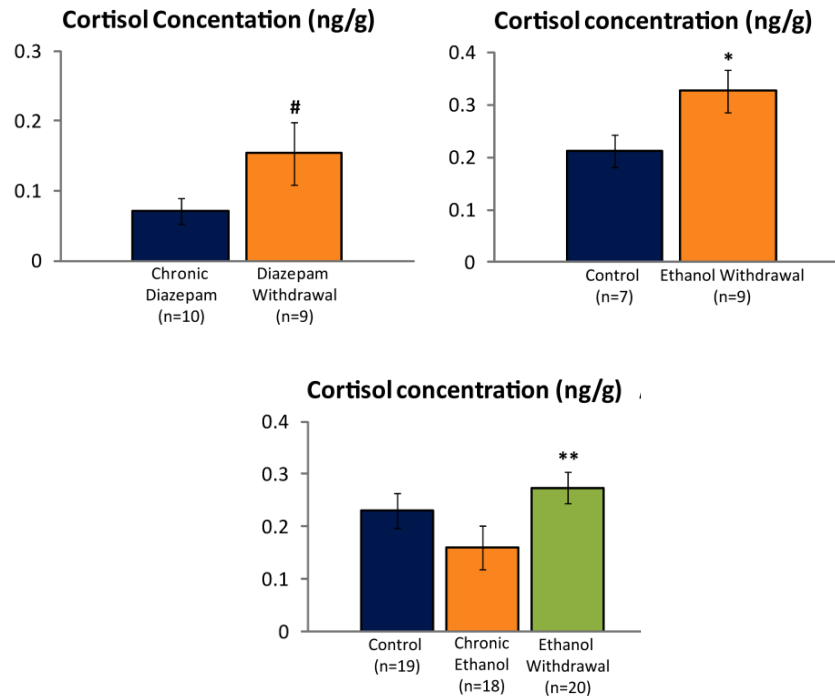 Cortisol Concentation (ng/g)
0.3
0.2
0.1
0
#
Chronic
Diazepam
(n=10)
Diazepam
Withdrawal
(n=9)
Cortisol concentration (ng/g)
0.4
0.3
0.2
0.1
0
*
Control
(n=7)
Ethanol Withdrawal
(n=9)
Cortisol concentration (ng/g)
0.4
0.3
0.2
0.1
0
**
Control
(n=19)
Chronic
Ethanol
(n=18)
Ethanol
Withdrawal
(n=20)